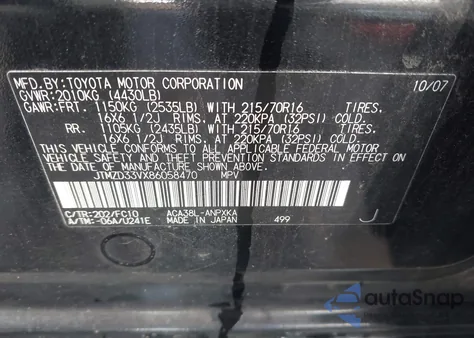 MFD.BY:TOYOTA MOTOR CORPORATION 10/07
GVWR:2010KG (4430LB)
GAWR:FRT. 1150KG (2535LB) WITH 215/70R16 TIRES,
16X6 1/2J RIMS, AT 220KPA (32PSI) COLD.
RR. 1105KG (2435LB) WITH 215/70R16 TIRES,
16X6 1/2J RIMS, AT 220KPA (32PSI) COLD.
THIS VEHICLE CONFORMS TO ALL APPLICABLE FEDERAL MOTOR
VEHICLE SAFETY AND THEFT PREVENTION STANDARDS IN EFFECT ON
THE DATE OF MANUFACTURE SHOWN ABOVE.
JTMZD33VX86058470 MPV
C/TR:202/FC10 ACA38L-ANPXKA
A/TM:-06A/U241E MADE IN JAPAN 499 J
autoSnap